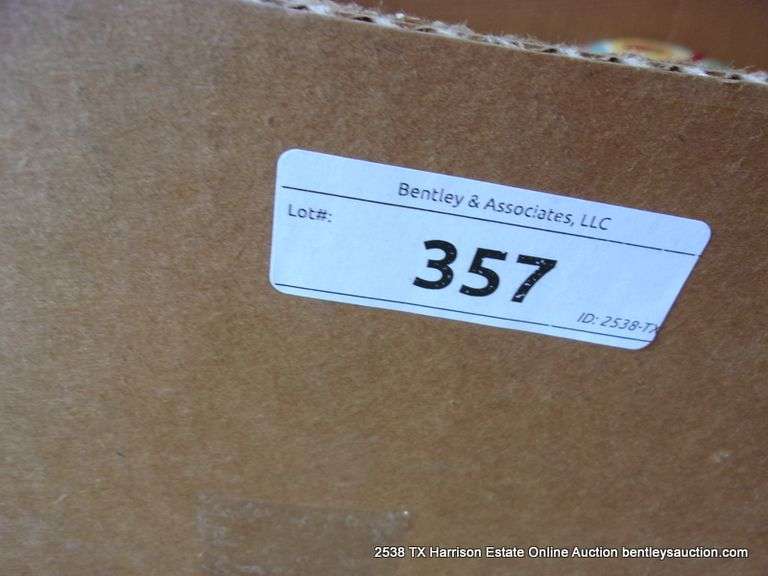 Bentley & Associates, LLC
Lot#:
357
ID: 2538-TX
2538 TX Harrison Estate Online Auction bentleysauction.com